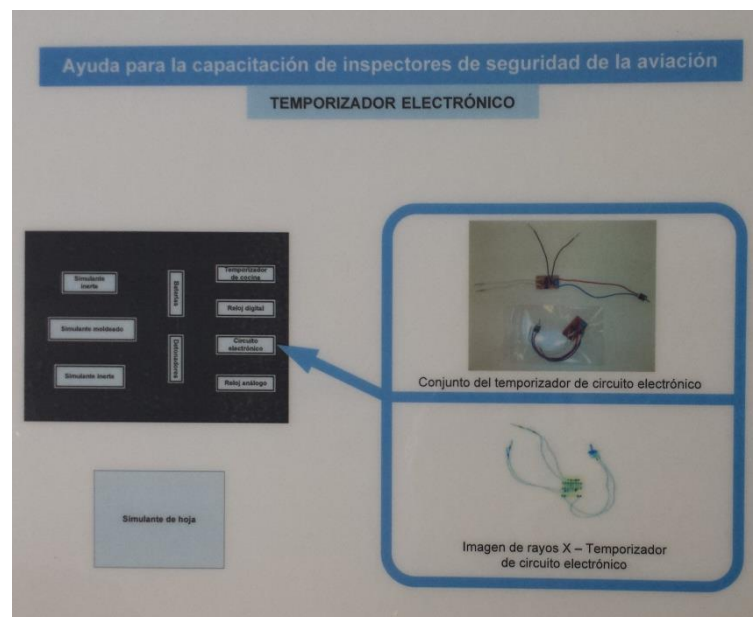 Ayuda para la capacitación de inspectores de seguridad de la aviación
TEMPORIZADOR ELECTRÓNICO
Simulante
inerte
Simulante moldeado
Simulante inerte
Baterías
Detonadores
Temporizador
de cocina
Reloj digital
Circuito
electrónico
Reloj análogo
Simulante de hoja
Conjunto del temporizador de circuito electrónico
Imagen de rayos X – Temporizador
de circuito electrónico